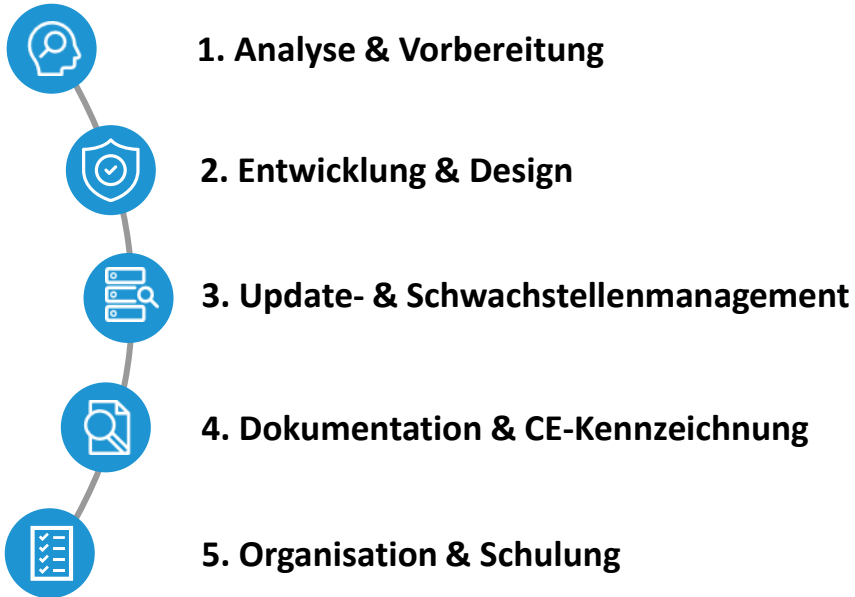 1. Analyse & Vorbereitung
2. Entwicklung & Design
3. Update- & Schwachstellenmanagement
4. Dokumentation & CE-Kennzeichnung
5. Organisation & Schulung